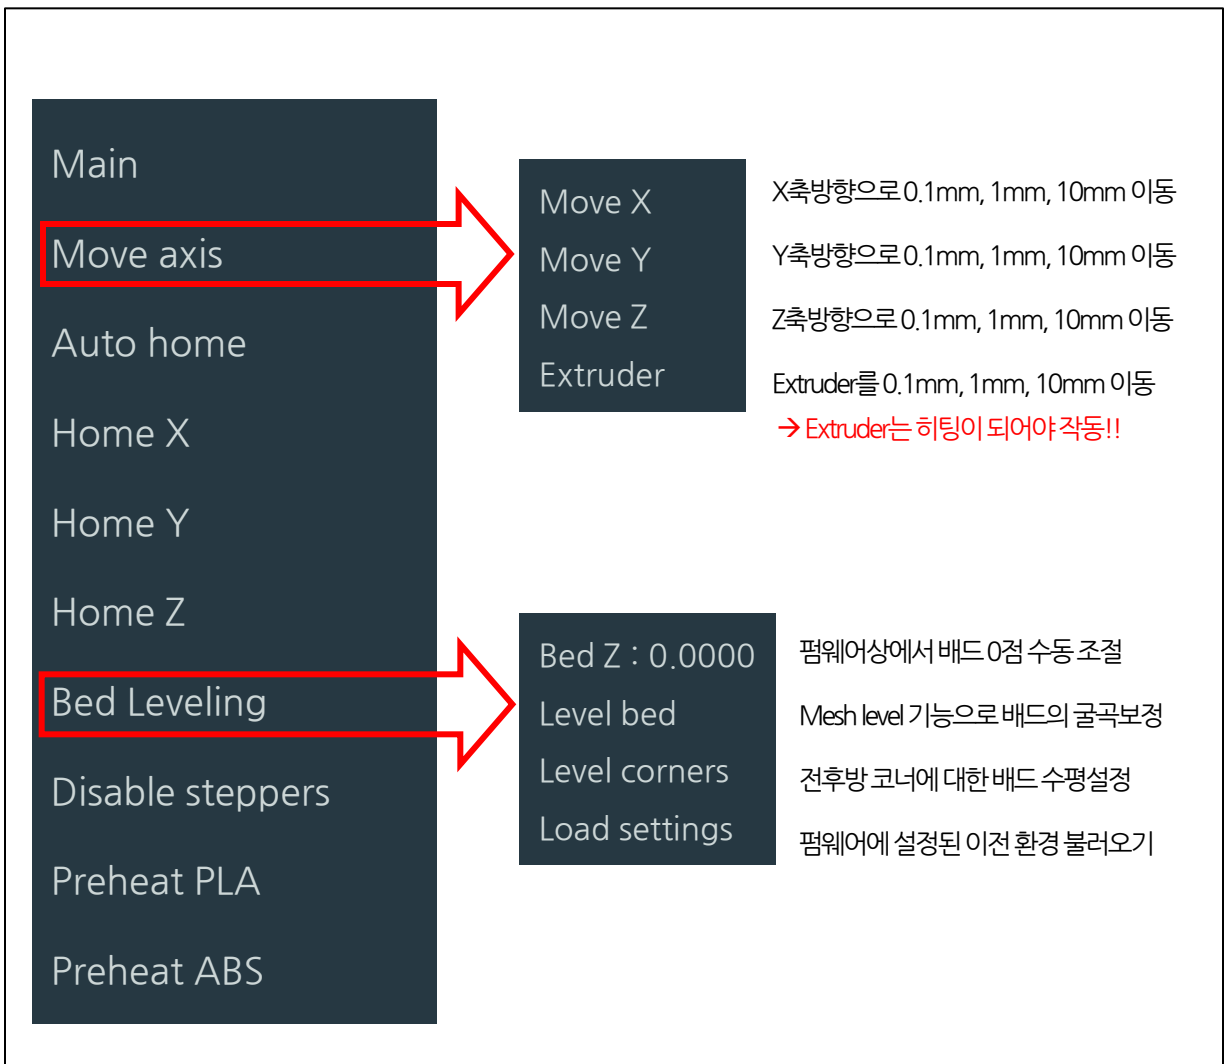 Main
Move axis
Auto home
Home X
Home Y
Home Z
Bed Leveling
Disable steppers
Preheat PLA
Preheat ABS
Move X
X축방향으로 0.1mm, 1mm, 10mm 이동
Move Y
Y축방향으로 0.1mm, 1mm, 10mm 이동
Move Z
Z축방향으로 0.1mm, 1mm, 10mm 이동
Extruder
Extruder를 0.1mm, 1mm, 10mm 이동
→ Extruder는 히팅이 되어야 작동!!
Bed Z : 0.0000
펌웨어상에서 배드 0점 수동 조절
Level bed
Mesh level 기능으로 배드의 굴곡보정
Level corners
전후방 코너에 대한 배드 수평설정
Load settings
펌웨어에 설정된 이전 환경 불러오기